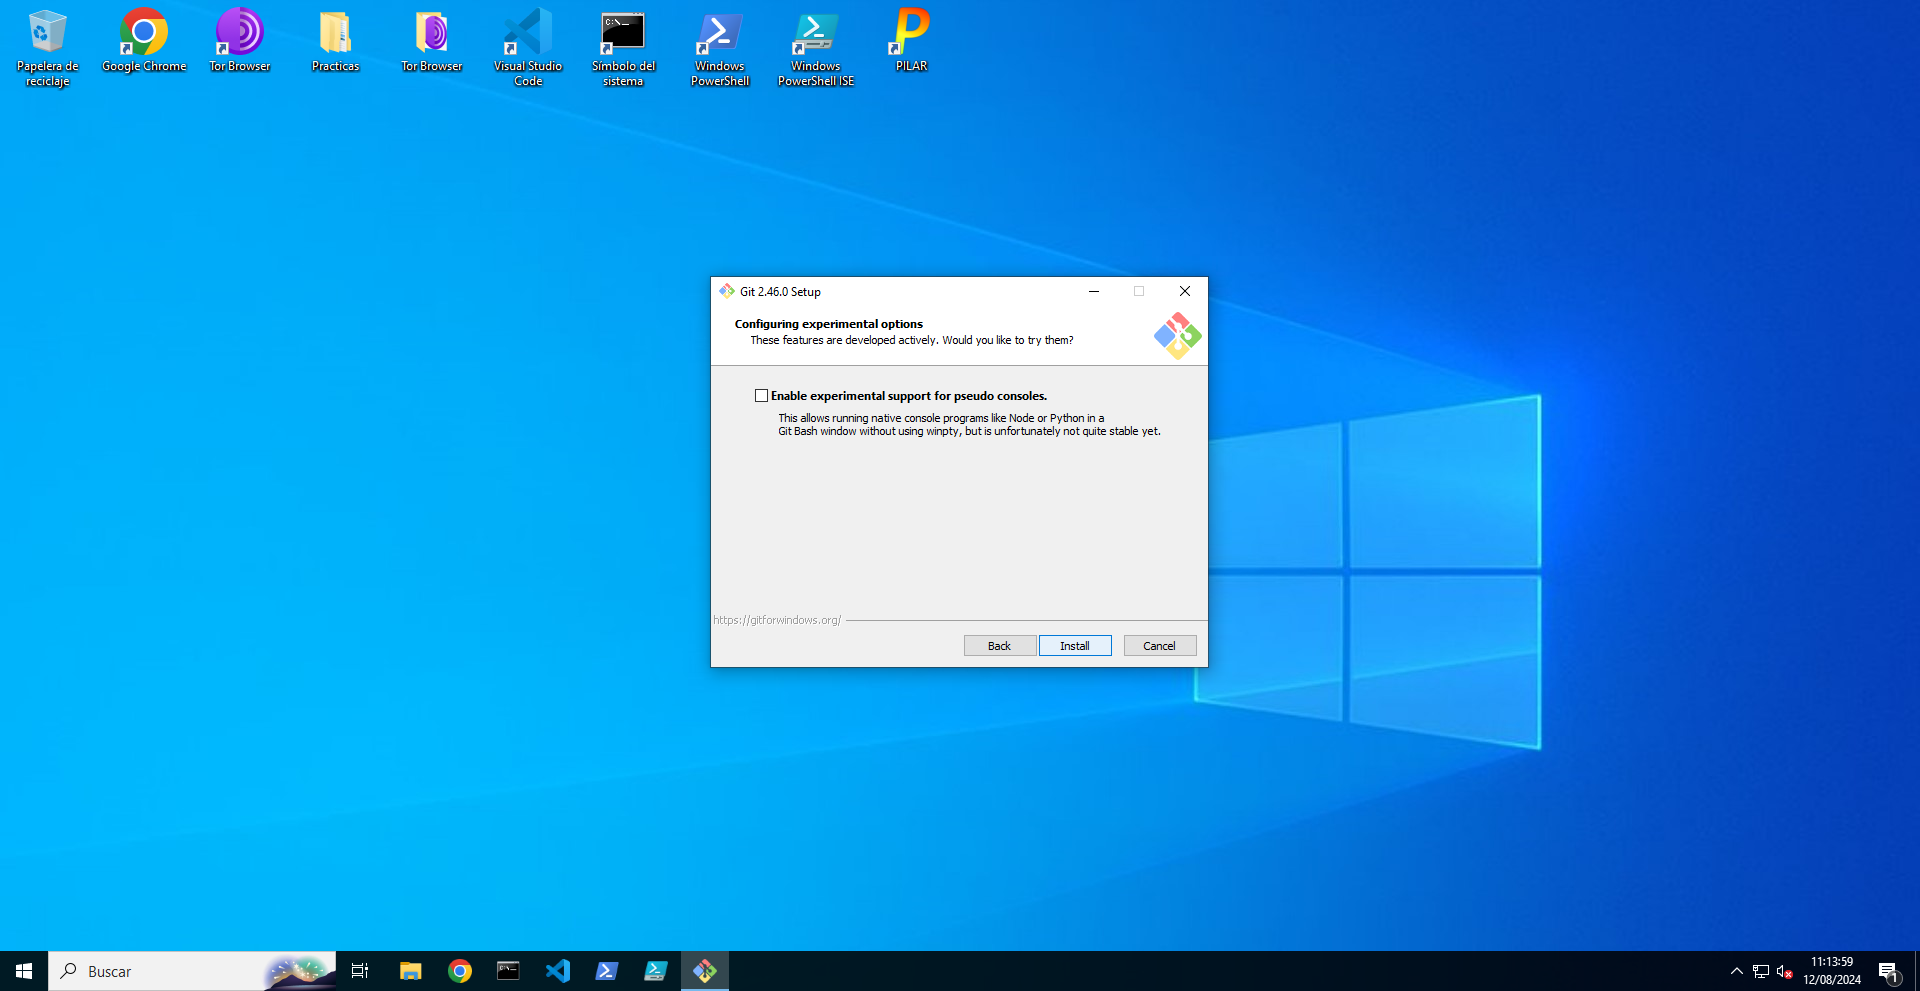 Papelera de
reciclaje
Google Chrome
Tor Browser
Practicas
Tor Browser
Visual Studio
Code
Símbolo del
sistema
Windows
PowerShell
Windows
PowerShell ISE
PILAR
Git 2.46.0 Setup
Configuring experimental options
These features are developed actively. Would you like to try them?
Enable experimental support for pseudo consoles.
This allows running native console programs like Node or Python in a
Git Bash window without using winpty, but is unfortunately not quite stable yet.
https://gitforwindows.org/
Back
Install
Cancel
Buscar
11:13:59
12/08/2024
1